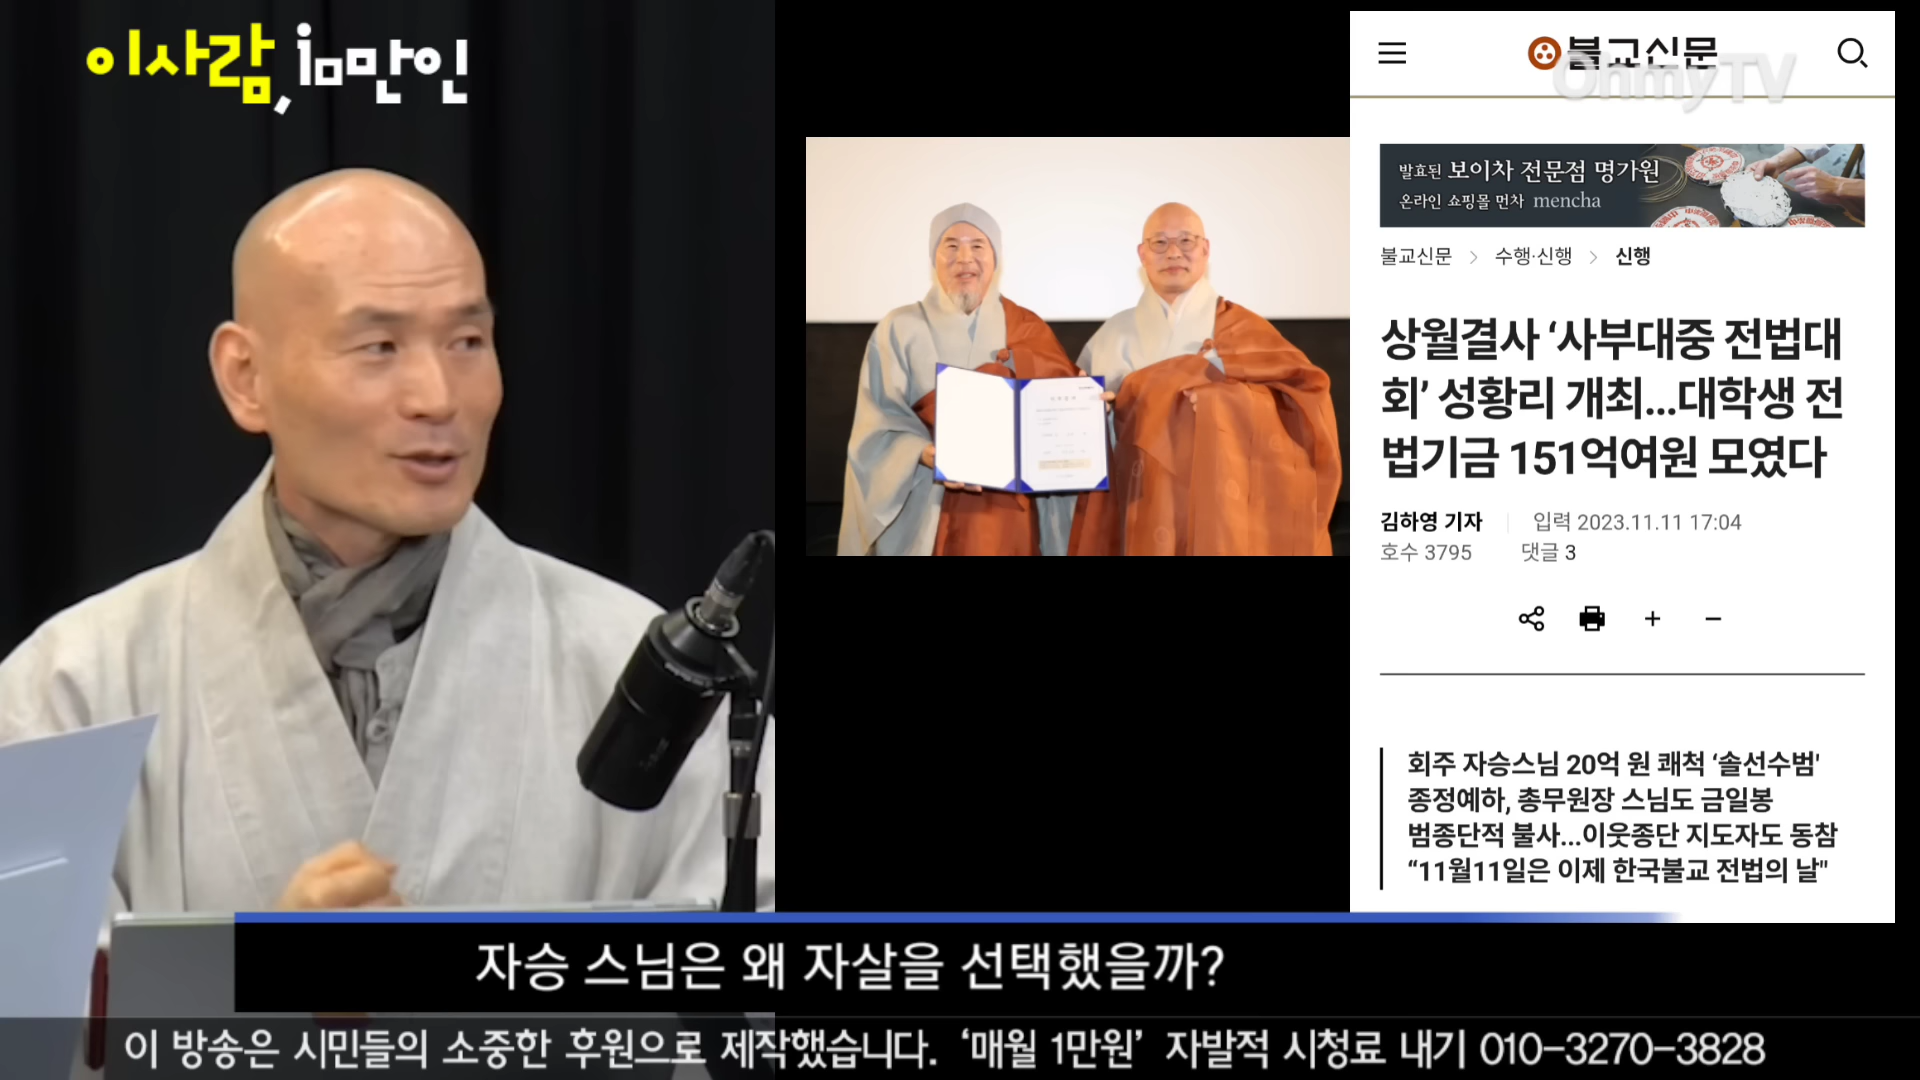 이사람, 10만인
불교신문
OhmyTV
발효된 보이차 전문점 명가원
온라인 쇼핑몰 먼차 mencha
불교신문 > 수행·신행 > 신행
상월결사 ‘사부대중 전법대
회’ 성황리 개최...대학생 전
법기금 151억여원 모였다
김하영 기자 입력 2023.11.11 17:04
호수 3795 댓글 3
회주 자승스님 20억 원 쾌척 ‘솔선수범’
종정예하, 총무원장 스님도 금일봉
범종단적 불사...이웃종단 지도자도 동참
“11월11일은 이제 한국불교 전법의 날"
자승 스님은 왜 자살을 선택했을까?
이 방송은 시민들의 소중한 후원으로 제작했습니다. ‘매월 1만원’ 자발적 시청료 내기 010-3270-3828